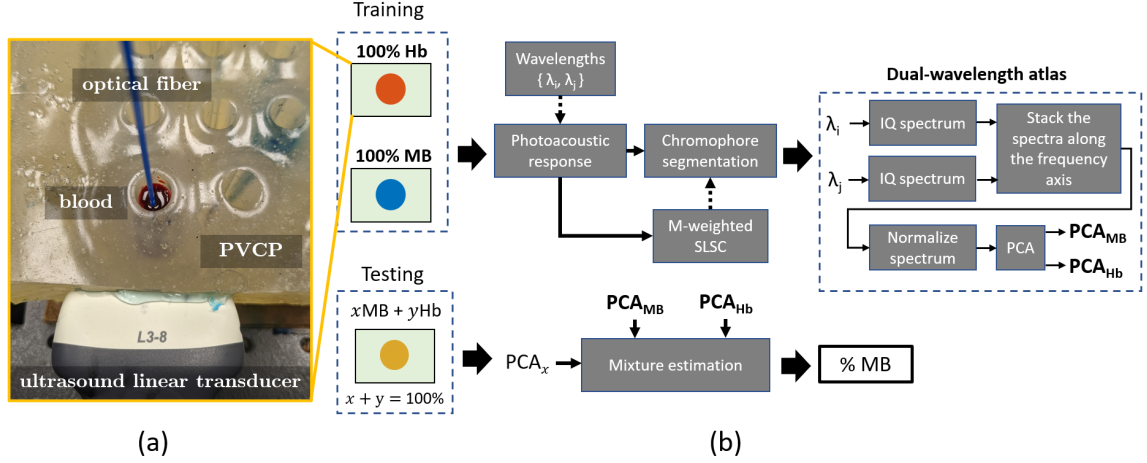 optical fiber
blood
PVCP
L3-8
ultrasound linear transducer
(a)
Training
100% Hb
100% MB
Testing
xMB + yHb
x + y = 100%
Wavelengths
{ λi, λj }
Photoacoustic
response
Chromophore
segmentation
M-weighted
SLSC
Dual-wavelength atlas
λi
IQ spectrum
Stack the
spectra along
the frequency
axis
λj
IQ spectrum
Normalize
spectrum
PCA
PCAMB
PCAHb
PCAMB
PCAHb
PCAx
Mixture estimation
% MB
(b)